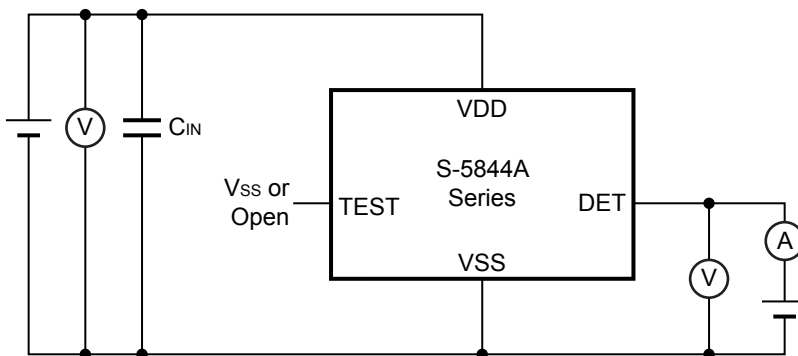 VDD
V
CIN
S-5844A
Series
VSS or
Open
TEST
DET
A
VSS
V